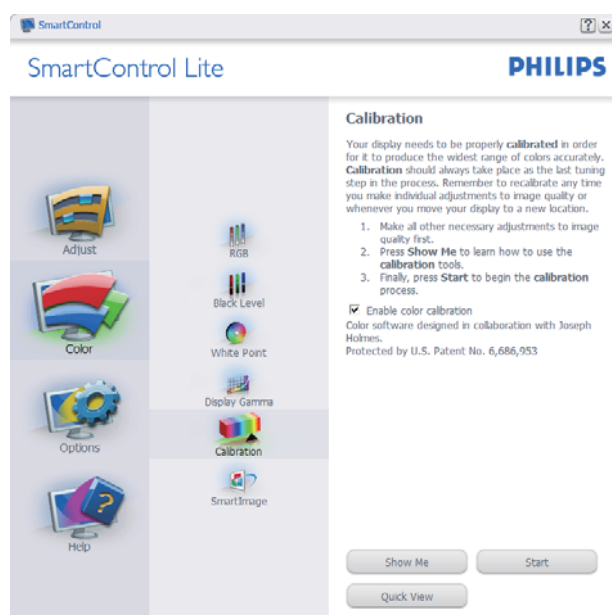 SmartControl
SmartControl Lite
PHILIPS
Adjust
Color
Options
Help
RGB
Black Level
White Point
Display Gamma
Calibration
SmartImage
Calibration
Your display needs to be properly calibrated in order
for it to produce the widest range of colors accurately.
Calibration should always take place as the last tuning
step in the process. Remember to recalibrate any time
you make individual adjustments to image quality or
whenever you move your display to a new location.
1. Make all other necessary adjustments to image
quality first.
2. Press Show Me to learn how to use the
calibration tools.
3. Finally, press Start to begin the calibration
process.
Enable color calibration
Color software designed in collaboration with Joseph
Holmes.
Protected by U.S. Patent No. 6,686,953
Show Me
Start
Quick View